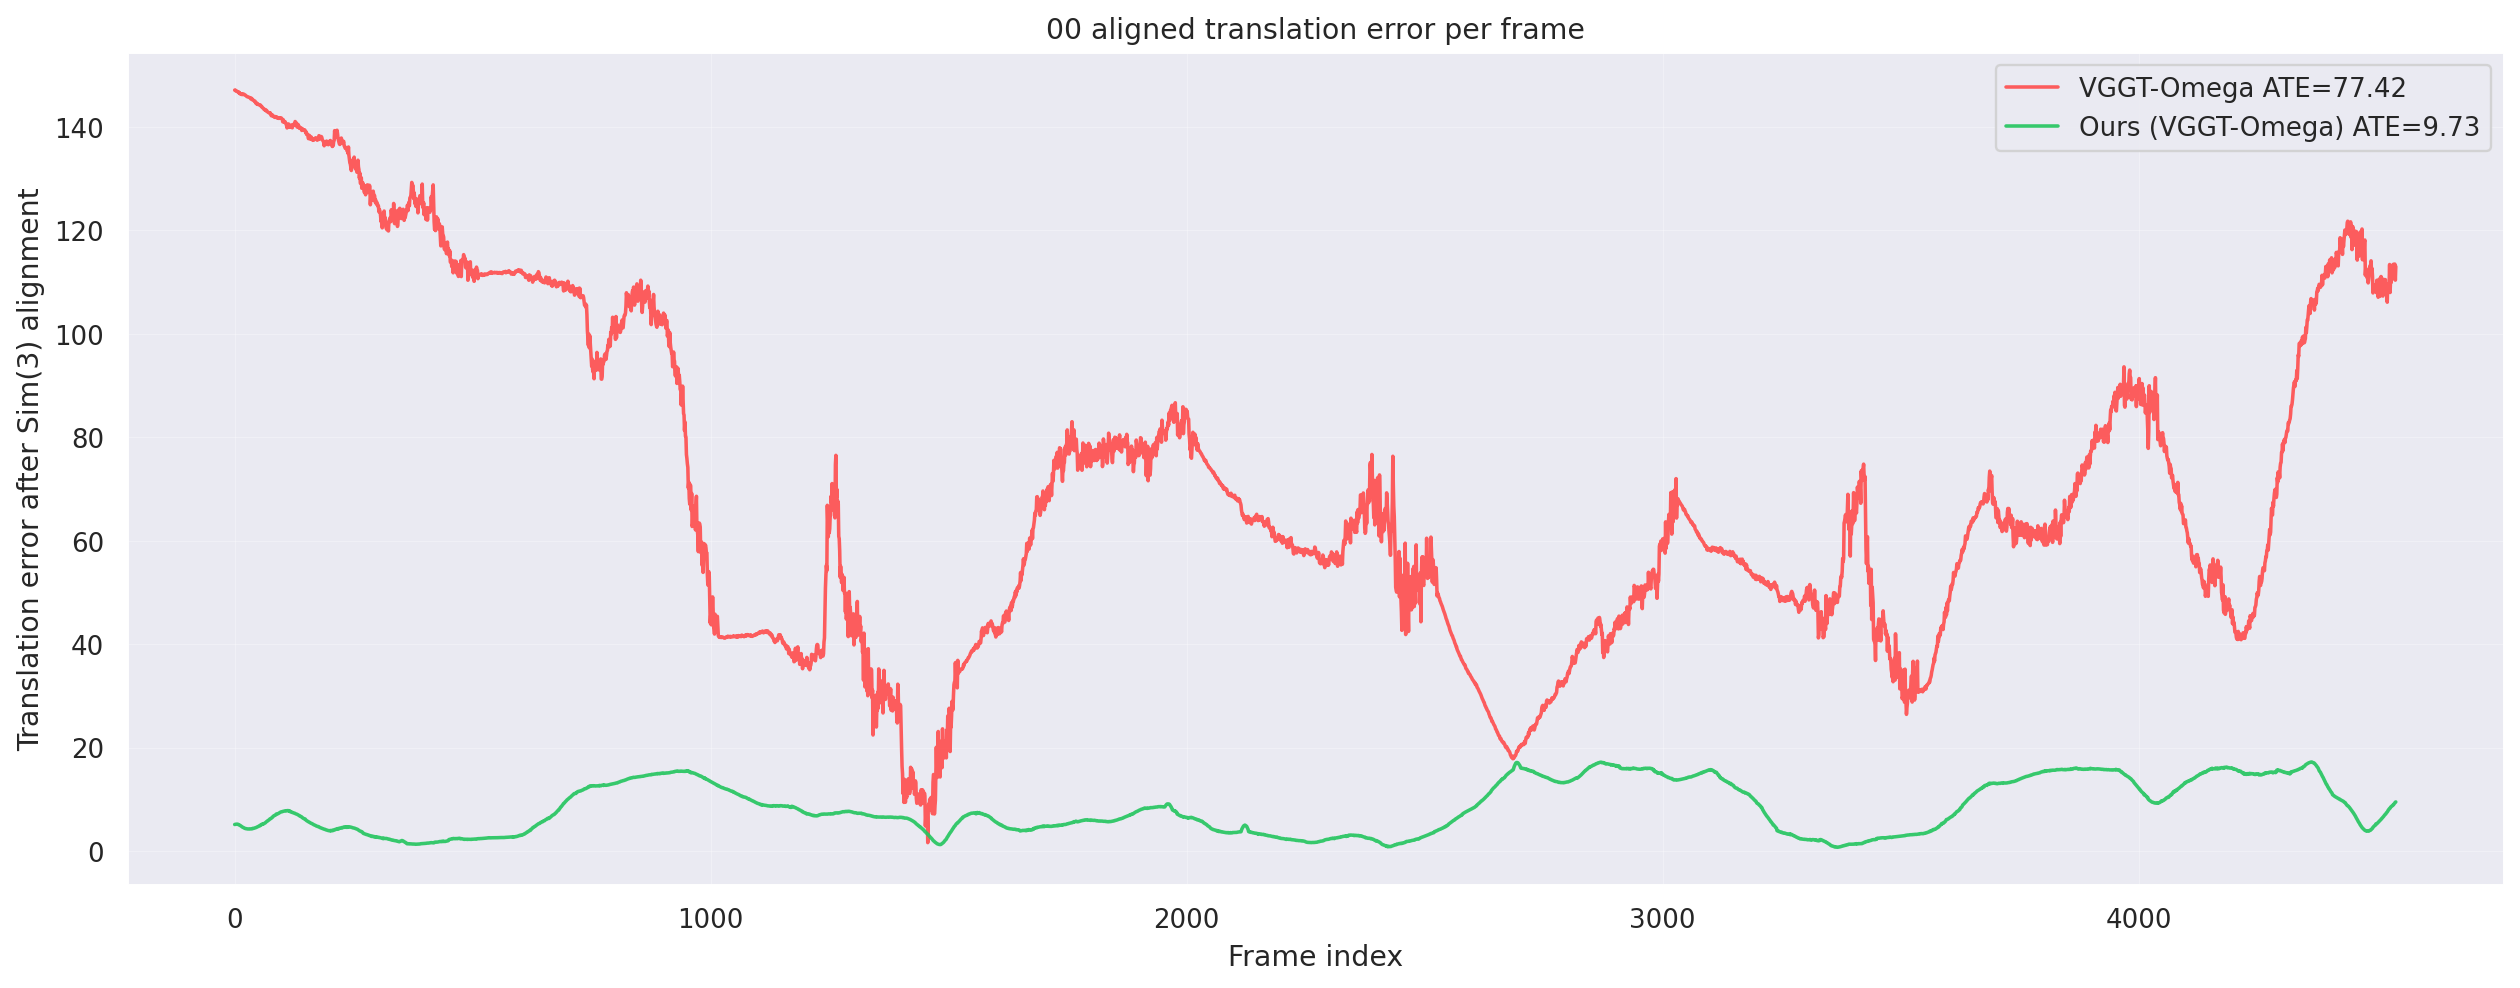 00 aligned translation error per frame
VGGT-Omega ATE=77.42
Ours (VGGT-Omega) ATE=9.73
Translation error after Sim(3) alignment
140
120
100
80
60
40
20
0
0 1000 2000 3000 4000
Frame index